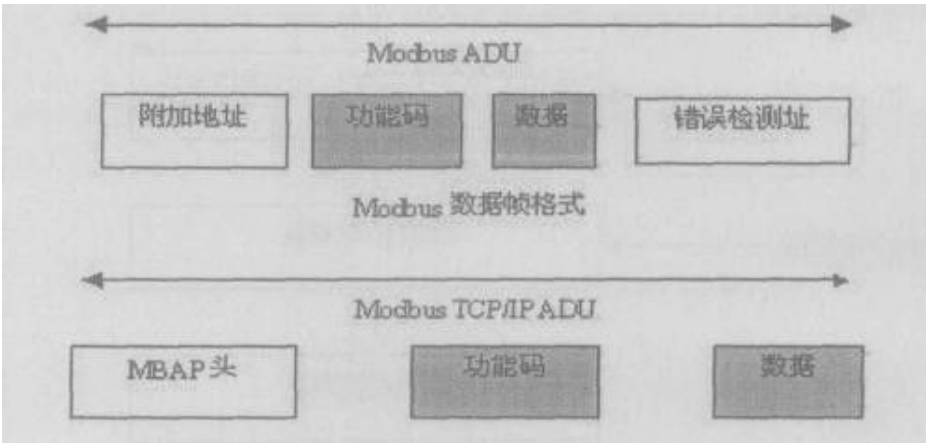 Modbus ADU
附加地址 功能码 数据 错误检测址
Modbus 数据帧格式
Modbus TCP/IP ADU
MBAP 头 功能码 数据